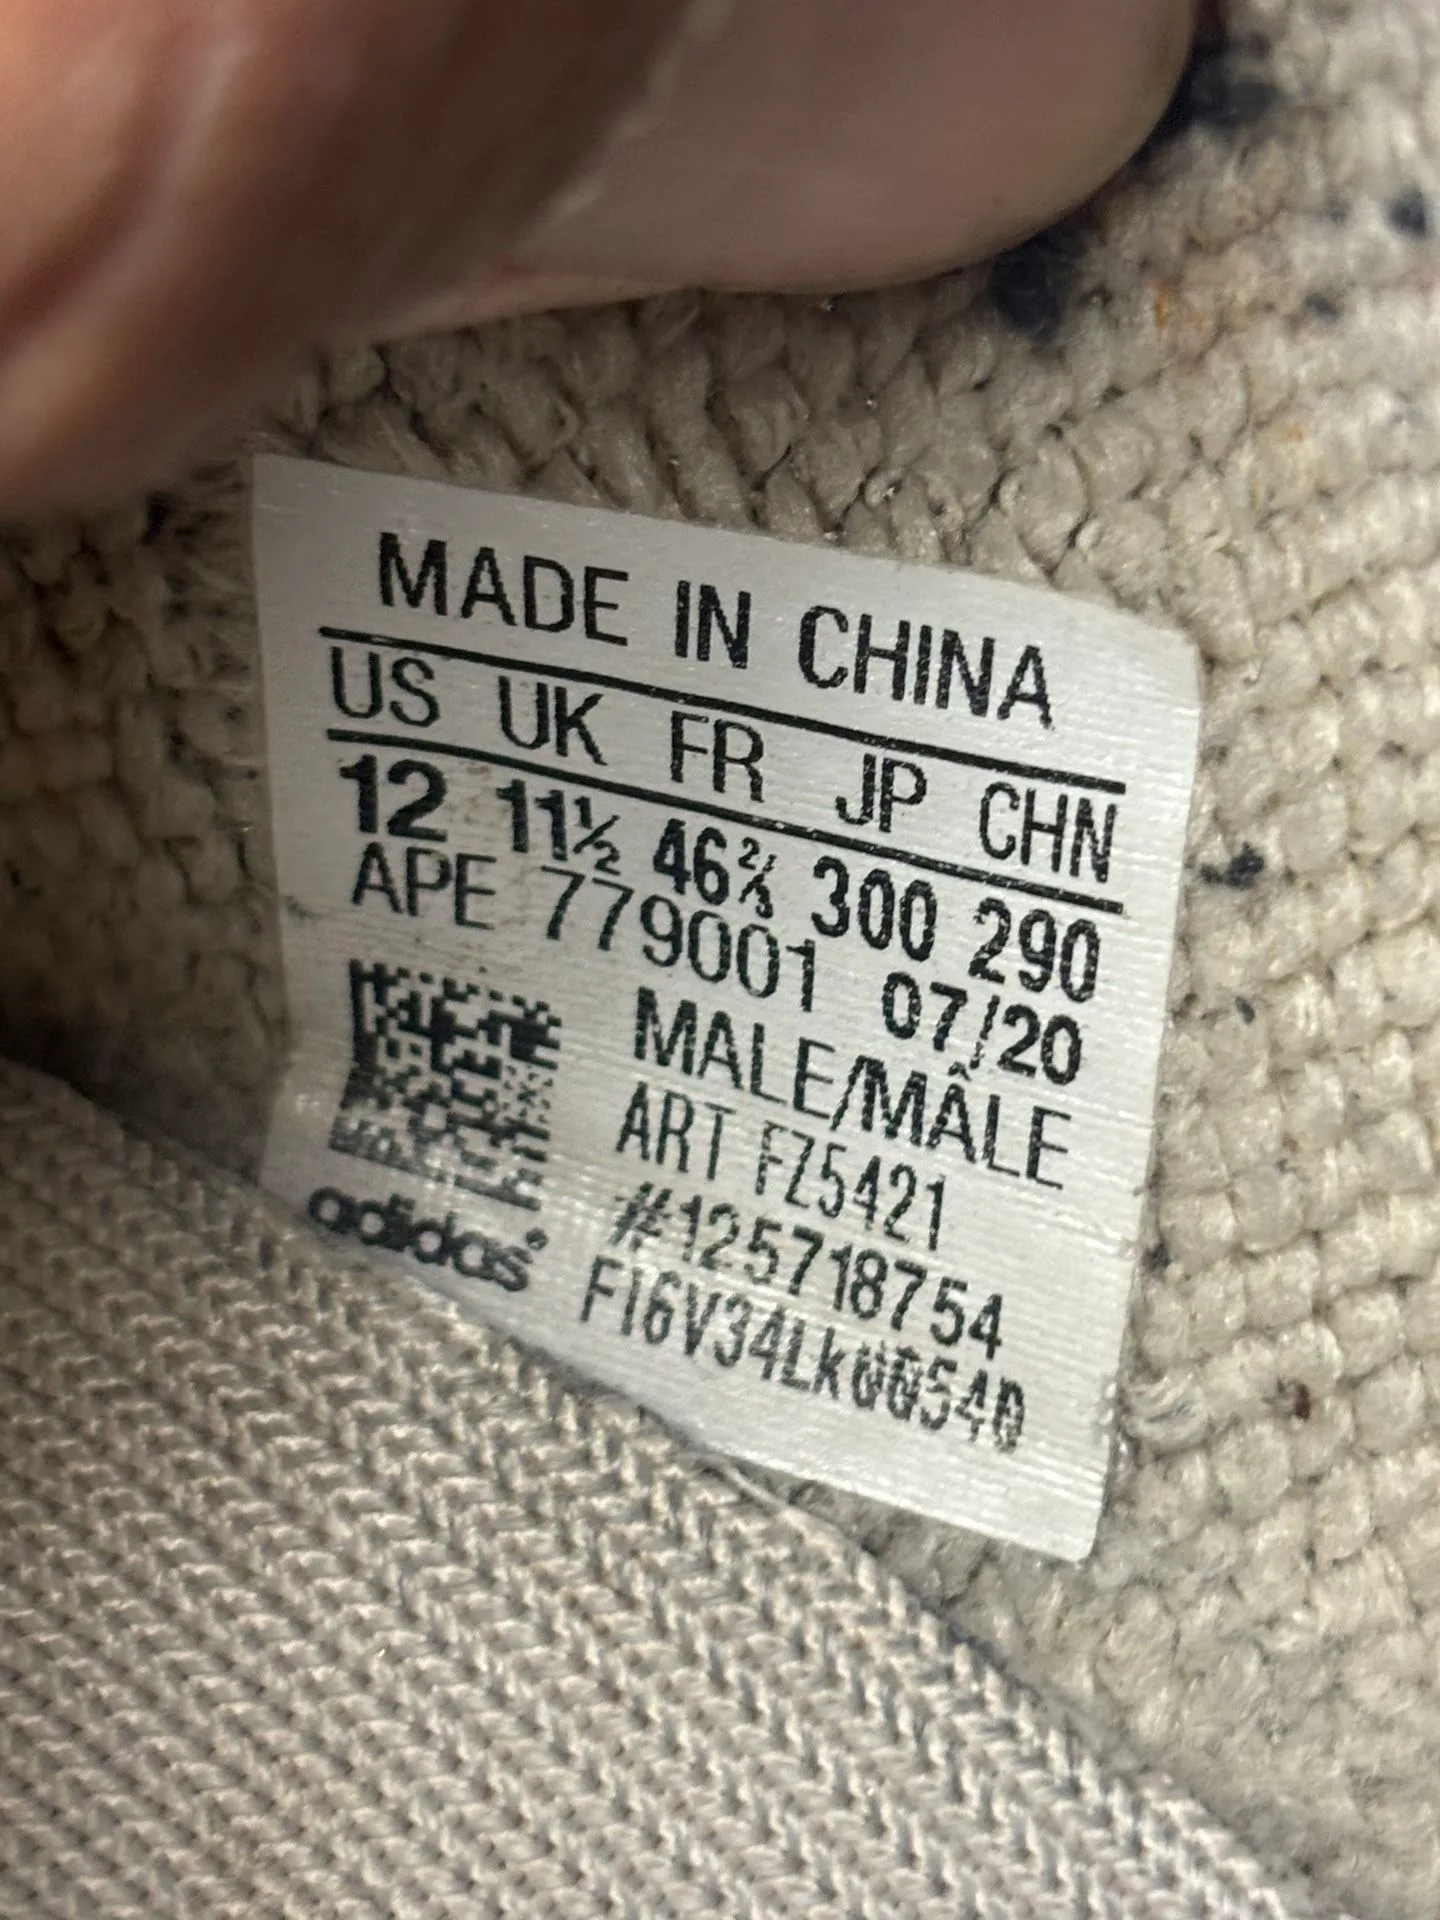 MADE IN CHINA
US UK FR JP CHN
12 11½ 46⅔ 300 290
APE 779001 07/20
MALE/MÂLE
ART FZ5421
#125718754
adidas®